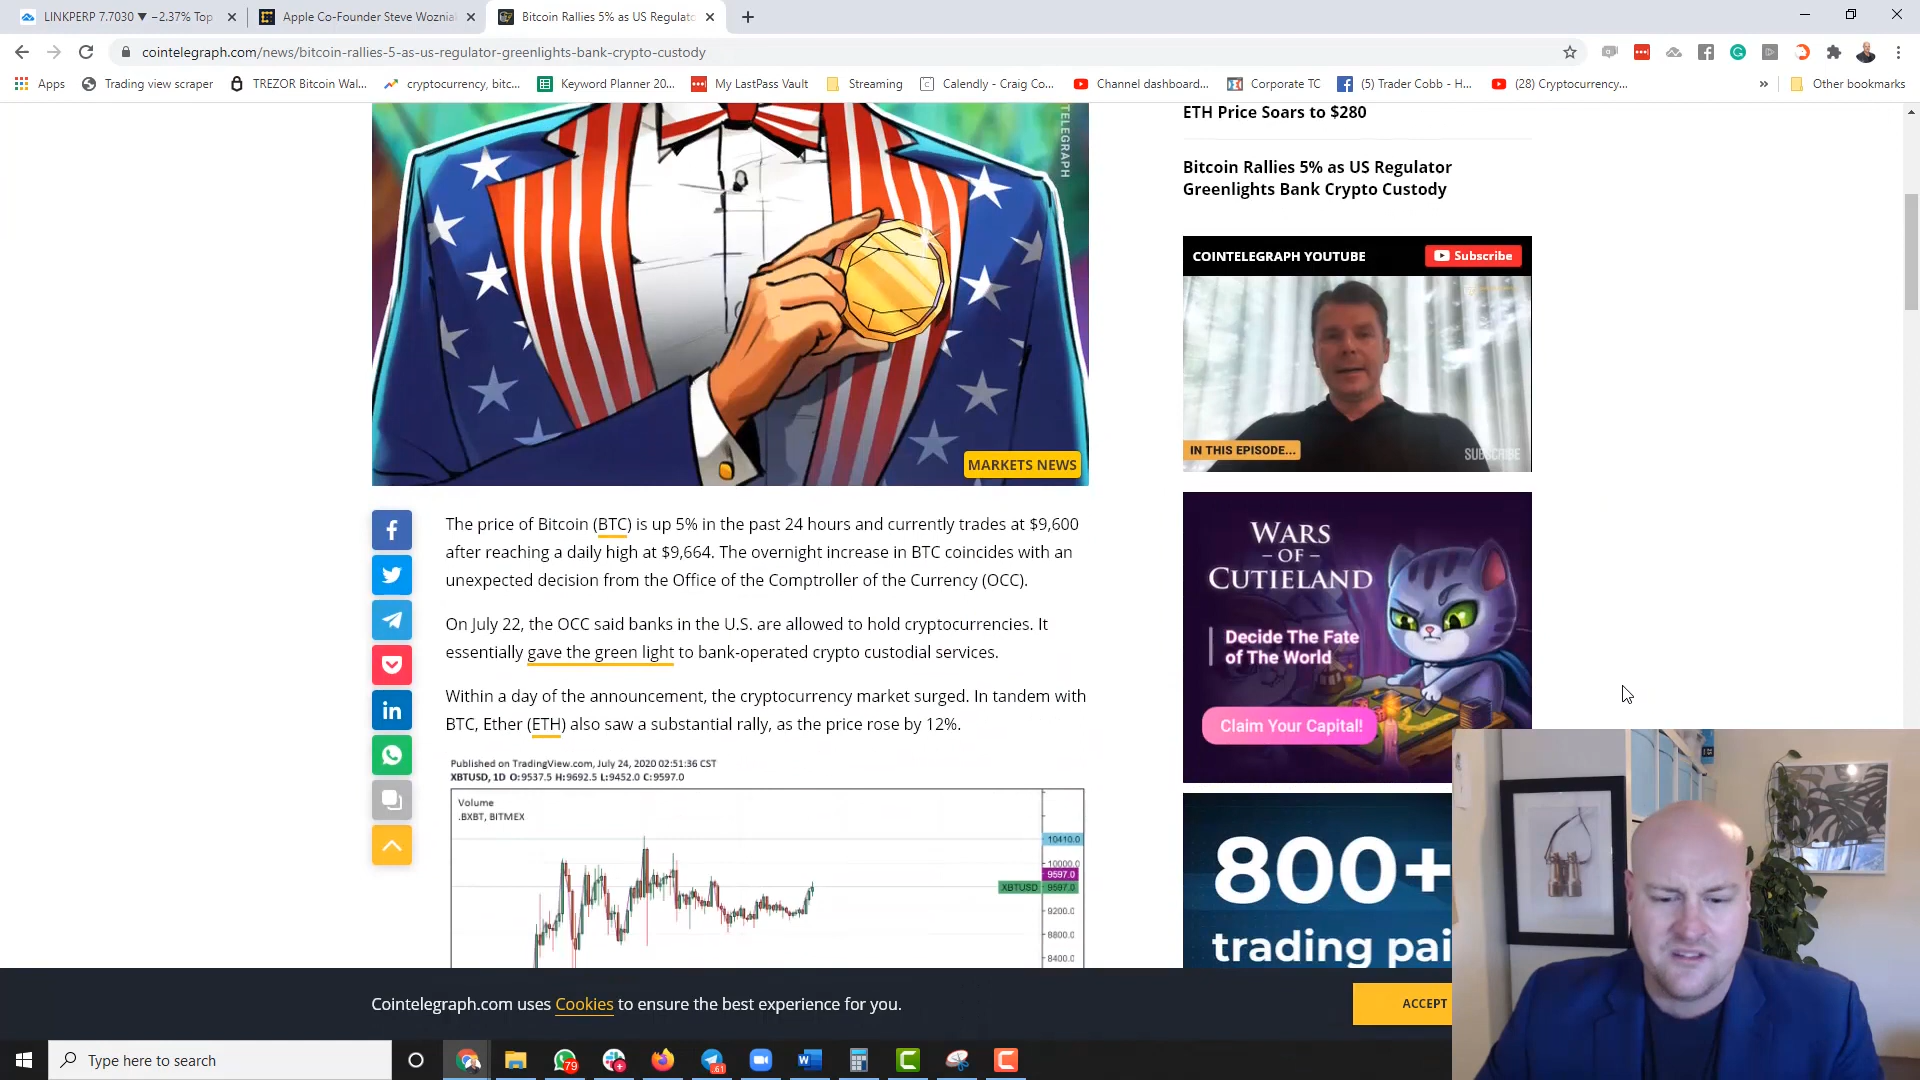 LINKPERP 7.7030 ▼ −2.37% Top
Apple Co-Founder Steve Wozniak
Bitcoin Rallies 5% as US Regulato
cointelegraph.com/news/bitcoin-rallies-5-as-us-regulator-greenlights-bank-crypto-custody
Apps
Trading view scraper
TREZOR Bitcoin Wal...
cryptocurrency, bitc...
Keyword Planner 20...
My LastPass Vault
Streaming
Calendly - Craig Co...
Channel dashboard...
Corporate TC
(5) Trader Cobb - H...
(28) Cryptocurrency...
Other bookmarks
TELEGRAPH
MARKETS NEWS
The price of Bitcoin (BTC) is up 5% in the past 24 hours and currently trades at $9,600
after reaching a daily high at $9,664. The overnight increase in BTC coincides with an
unexpected decision from the Office of the Comptroller of the Currency (OCC).
On July 22, the OCC said banks in the U.S. are allowed to hold cryptocurrencies. It
essentially gave the green light to bank-operated crypto custodial services.
Within a day of the announcement, the cryptocurrency market surged. In tandem with
BTC, Ether (ETH) also saw a substantial rally, as the price rose by 12%.
Published on TradingView.com, July 24, 2020 02:51:36 CST
XBTUSD, 1D O:9537.5 H:9692.5 L:9452.0 C:9597.0
Volume
.BXBT, BITMEX
10410.0
10000.0
9597.0
XBTUSD 9597.0
9200.0
8800.0
8400.0
ETH Price Soars to $280
Bitcoin Rallies 5% as US Regulator
Greenlights Bank Crypto Custody
COINTELEGRAPH YOUTUBE
Subscribe
IN THIS EPISODE...
SUBSCRIBE
WARS
OF
CUTIELAND
Decide The Fate
of The World
Claim Your Capital!
800+
trading pai
Cointelegraph.com uses Cookies to ensure the best experience for you.
ACCEPT
Type here to search
79
61